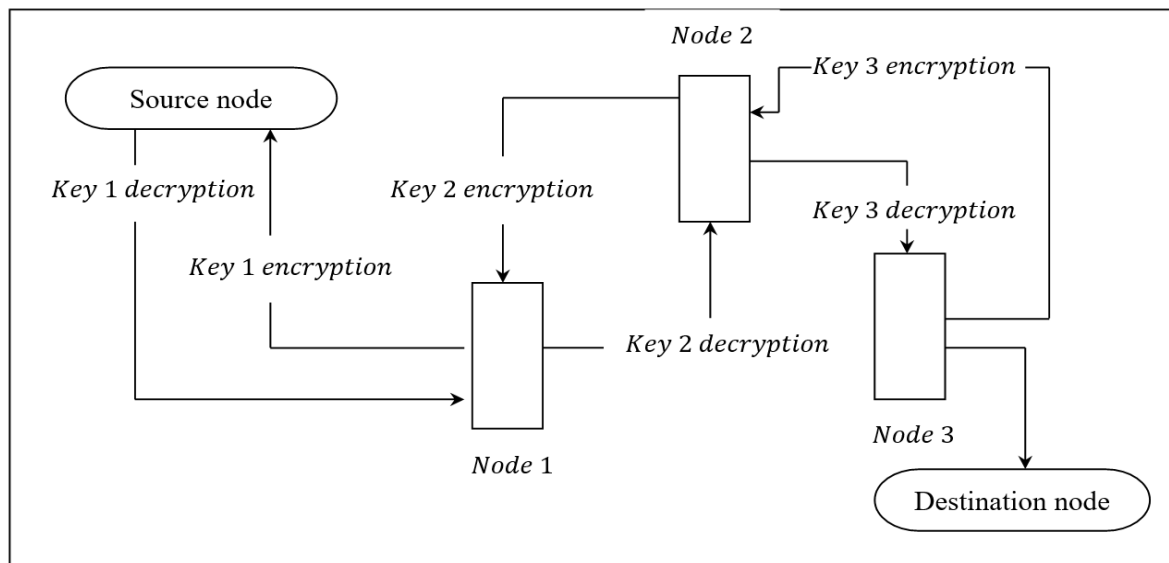 Node 2
Key 3 encryption
Source node
Key 1 decryption
Key 2 encryption
Key 3 decryption
Key 1 encryption
Key 2 decryption
Node 3
Node 1
Destination node